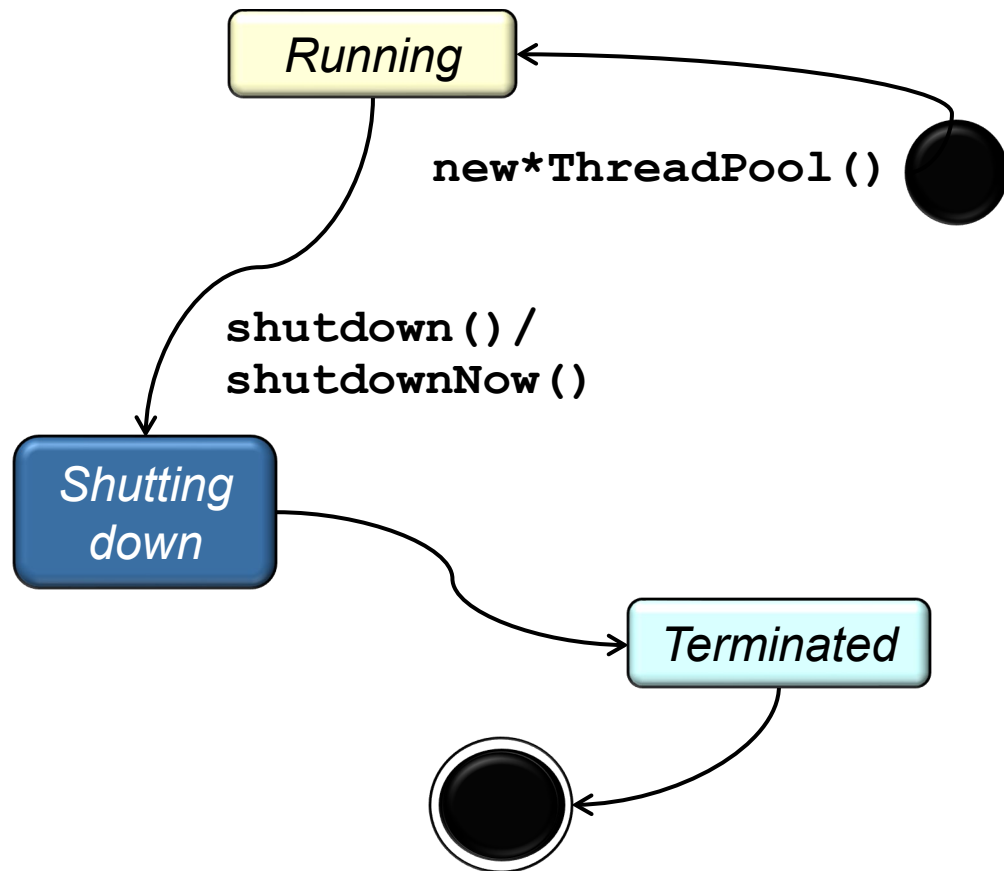 Running
new*ThreadPool()
shutdown()/
shutdownNow()
Shutting
down
Terminated